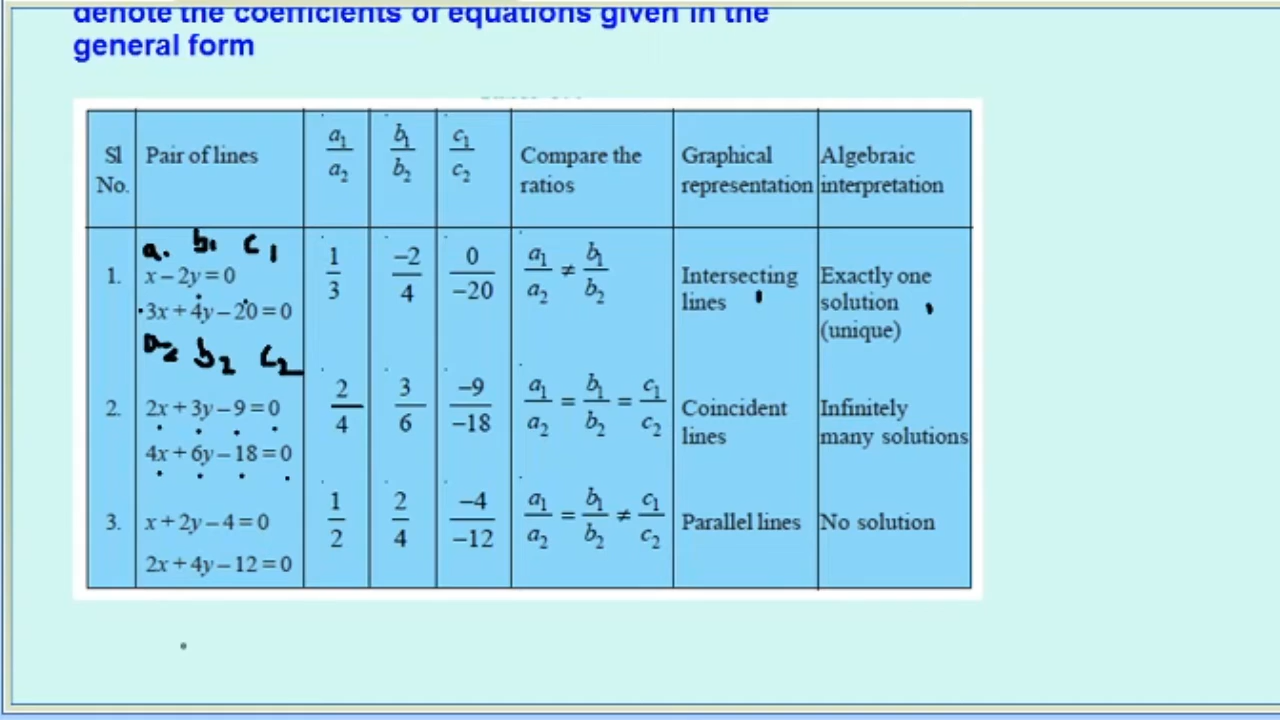 denote the coefficients of equations given in the
general form
Sl No. | Pair of lines | a₁/a₂ | b₁/b₂ | c₁/c₂ | Compare the ratios | Graphical representation | Algebraic interpretation
a₁ b₁ c₁
1. | x – 2y = 0 | 1/3 | –2/4 | 0/–20 | a₁/a₂ ≠ b₁/b₂ | Intersecting lines | Exactly one solution (unique)
3x + 4y – 20 = 0
a₂ b₂ c₂
2. | 2x + 3y – 9 = 0 | 2/4 | 3/6 | –9/–18 | a₁/a₂ = b₁/b₂ = c₁/c₂ | Coincident lines | Infinitely many solutions
4x + 6y – 18 = 0
3. | x + 2y – 4 = 0 | 1/2 | 2/4 | –4/–12 | a₁/a₂ = b₁/b₂ ≠ c₁/c₂ | Parallel lines | No solution
2x + 4y – 12 = 0